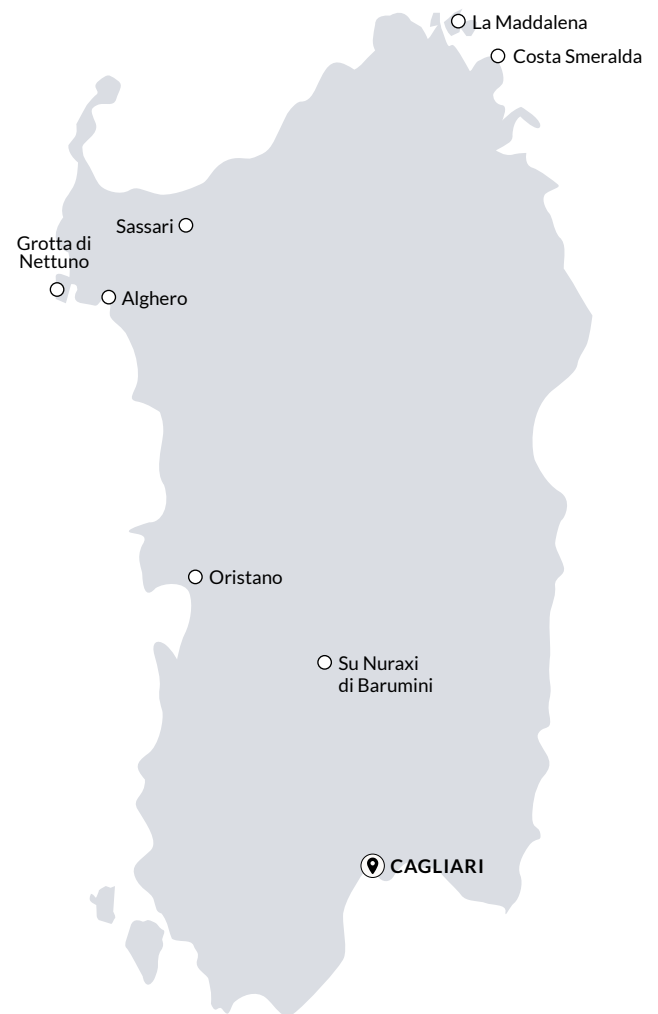 La Maddalena
Costa Smeralda
Sassari
Grotta di
Nettuno
Alghero
Oristano
Su Nuraxi
di Barumini
CAGLIARI